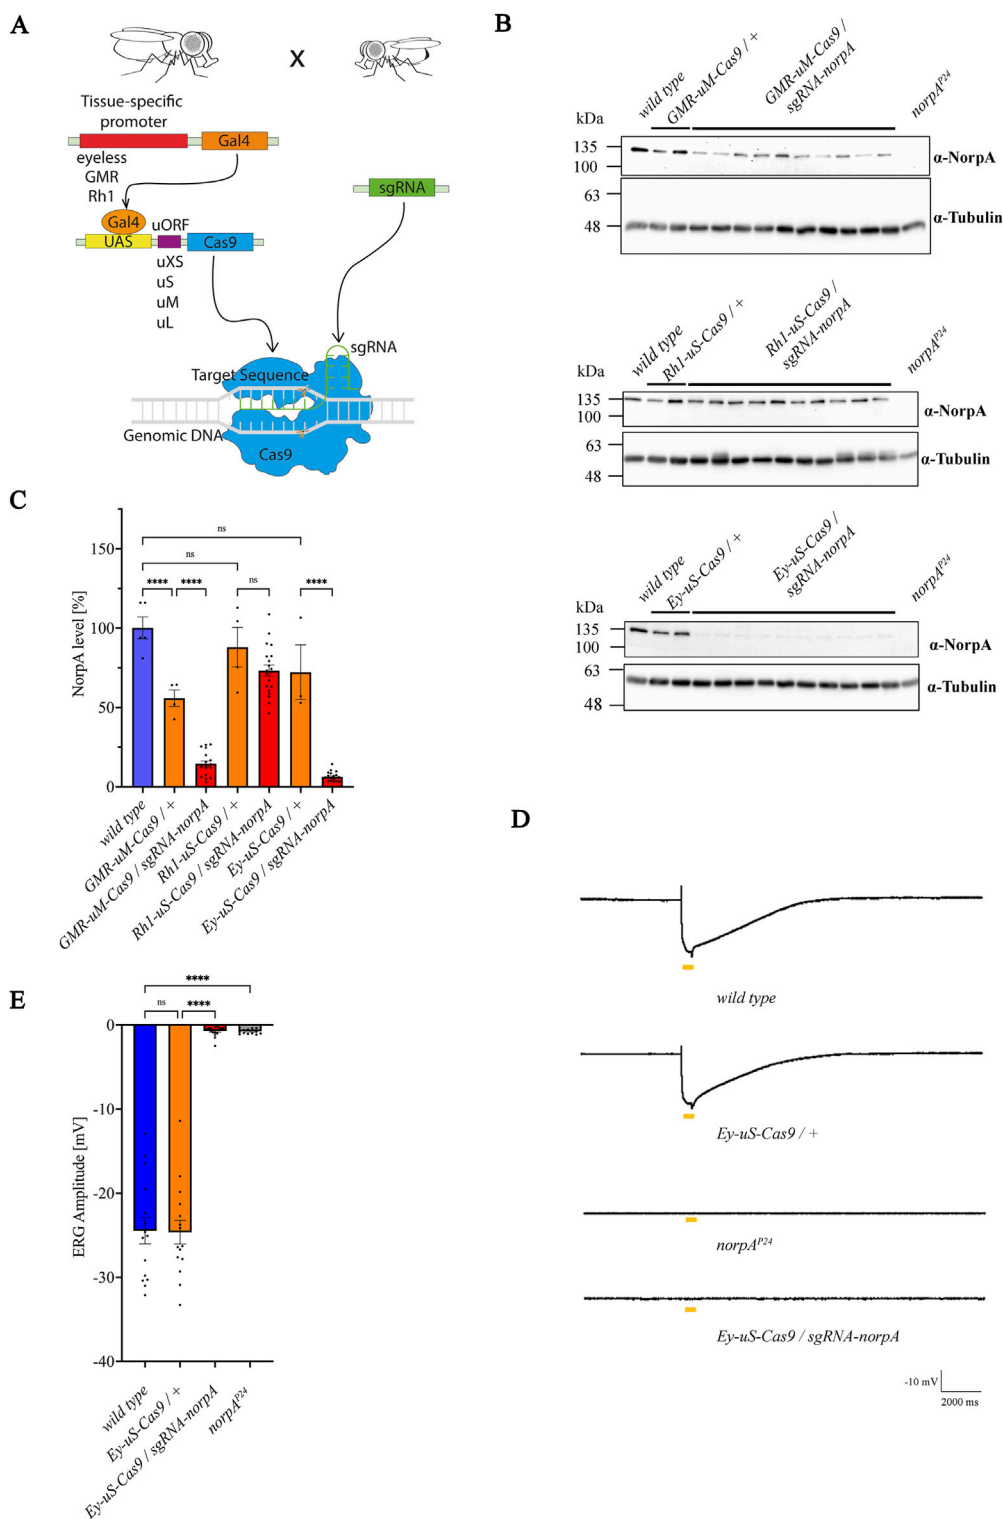 A
X
Tissue-specific
promoter
Gal4
eyeless
GMR
Rh1
sgRNA
Gal4
uORF
UAS
Cas9
uXS
uS
uM
uL
sgRNA
Target Sequence
Genomic DNA
Cas9
B
wild type
GMR-uM-Cas9 / +
GMR-uM-Cas9 /
sgRNA-norpA
norpA^P24
kDa
135
100
α-NorpA
63
48
α-Tubulin
wild type
Rh1-uS-Cas9 / +
Rh1-uS-Cas9 /
sgRNA-norpA
norpA^P24
kDa
135
100
α-NorpA
63
48
α-Tubulin
wild type
Ey-uS-Cas9 / +
Ey-uS-Cas9 /
sgRNA-norpA
norpA^P24
kDa
135
100
α-NorpA
63
48
α-Tubulin
C
NorpA level [%]
150
100
50
0
ns
ns
****
****
ns
****
wild type
GMR-uM-Cas9 / +
GMR-uM-Cas9 / sgRNA-norpA
Rh1-uS-Cas9 / +
Rh1-uS-Cas9 / sgRNA-norpA
Ey-uS-Cas9 / +
Ey-uS-Cas9 / sgRNA-norpA
D
wild type
Ey-uS-Cas9 / +
norpA^P24
Ey-uS-Cas9 / sgRNA-norpA
-10 mV
2000 ms
E
****
ns
****
ERG Amplitude [mV]
0
-10
-20
-30
-40
wild type
Ey-uS-Cas9 / +
Ey-uS-Cas9 / sgRNA-norpA
norpA^P24